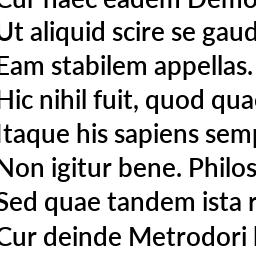 Cur haec eadem Demo
Ut aliquid scire se gaud
Eam stabilem appellas.
Hic nihil fuit, quod qua
Itaque his sapiens semp
Non igitur bene. Philos
Sed quae tandem ista r
Cur deinde Metrodori